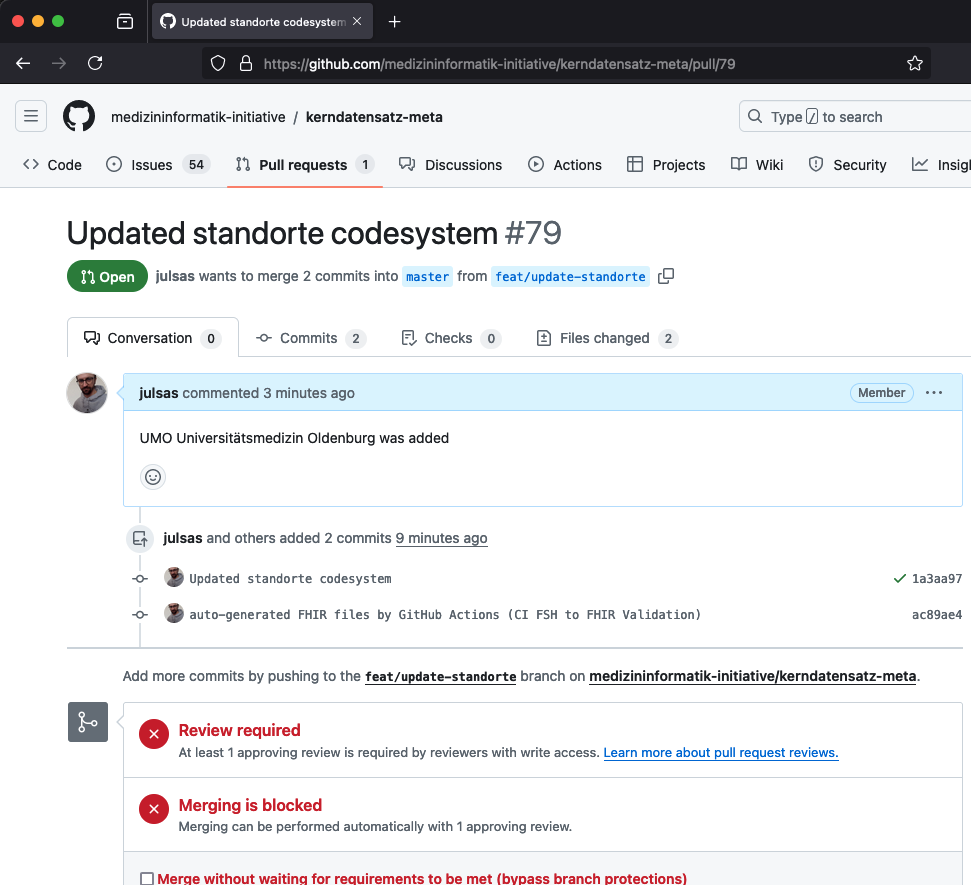 Updated standorte codesystem
https://github.com/medizininformatik-initiative/kerndatensatz-meta/pull/79
medizininformatik-initiative / kerndatensatz-meta
Type / to search
Code
Issues 54
Pull requests 1
Discussions
Actions
Projects
Wiki
Security
Insigh
Updated standorte codesystem #79
Open julsas wants to merge 2 commits into master from feat/update-standorte
Conversation 0
Commits 2
Checks 0
Files changed 2
julsas commented 3 minutes ago
Member
UMO Universitätsmedizin Oldenburg was added
julsas and others added 2 commits 9 minutes ago
Updated standorte codesystem 1a3aa97
auto-generated FHIR files by GitHub Actions (CI FSH to FHIR Validation) ac89ae4
Add more commits by pushing to the feat/update-standorte branch on medizininformatik-initiative/kerndatensatz-meta.
Review required
At least 1 approving review is required by reviewers with write access. Learn more about pull request reviews.
Merging is blocked
Merging can be performed automatically with 1 approving review.
Merge without waiting for requirements to be met (bypass branch protections)